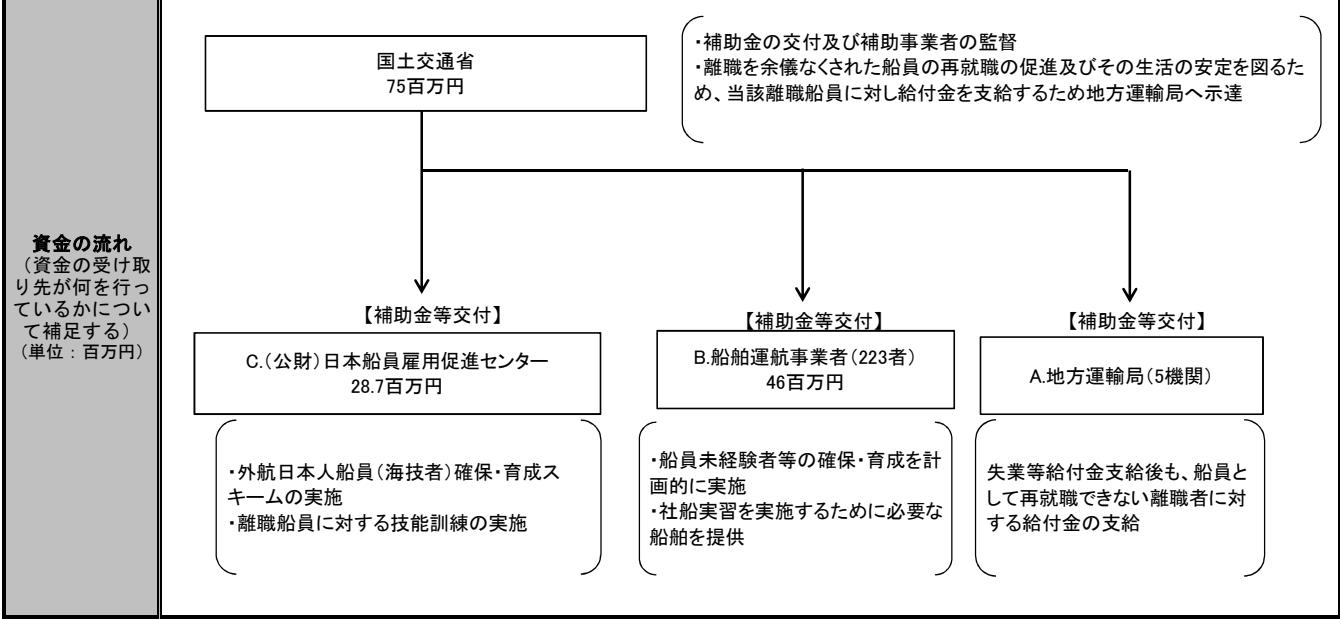 資金の流れ
（資金の受け取
り先が何を行っ
ているかについ
て補足する）
（単位：百万円）
国土交通省
75百万円
・補助金の交付及び補助事業者の監督
・離職を余儀なくされた船員の再就職の促進及びその生活の安定を図るた
め、当該離職船員に対し給付金を支給するため地方運輸局へ示達
【補助金等交付】
C.（公財）日本船員雇用促進センター
28.7百万円
・外航日本人船員（海技者）確保・育成ス
キームの実施
・離職船員に対する技能訓練の実施
【補助金等交付】
B.船舶運航事業者（223者）
46百万円
・船員未経験者等の確保・育成を計
画的に実施
・社船実習を実施するために必要な
船舶を提供
【補助金等交付】
A.地方運輸局（5機関）
失業等給付金支給後も、船員と
して再就職できない離職者に対
する給付金の支給